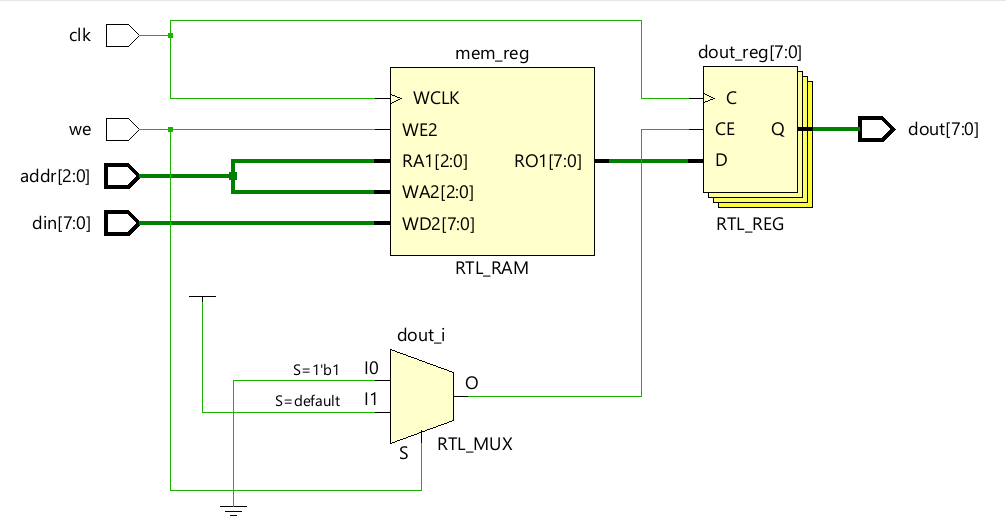 clk
we
addr[2:0]
din[7:0]
mem_reg
WCLK
WE2
RA1[2:0]
WA2[2:0]
WD2[7:0]
RO1[7:0]
RTL_RAM
dout_reg[7:0]
C
CE
D
Q
RTL_REG
dout[7:0]
dout_i
S=1'b1
I0
S=default
I1
O
S
RTL_MUX